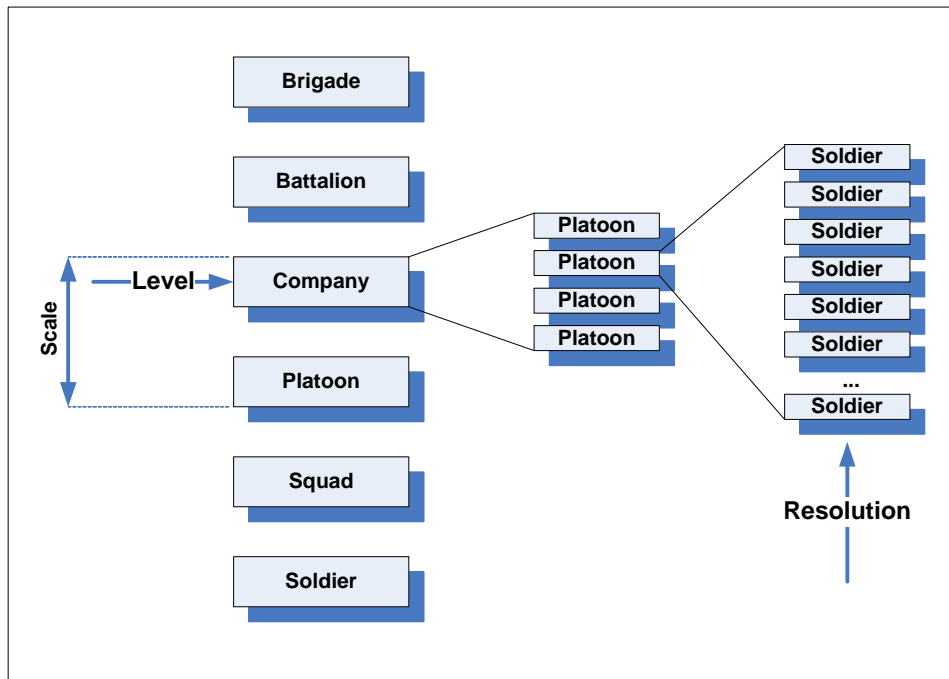 Brigade
Battalion
Level
Company
Scale
Platoon
Squad
Soldier
Platoon
Platoon
Platoon
Platoon
Soldier
Soldier
Soldier
Soldier
Soldier
Soldier
...
Soldier
Resolution